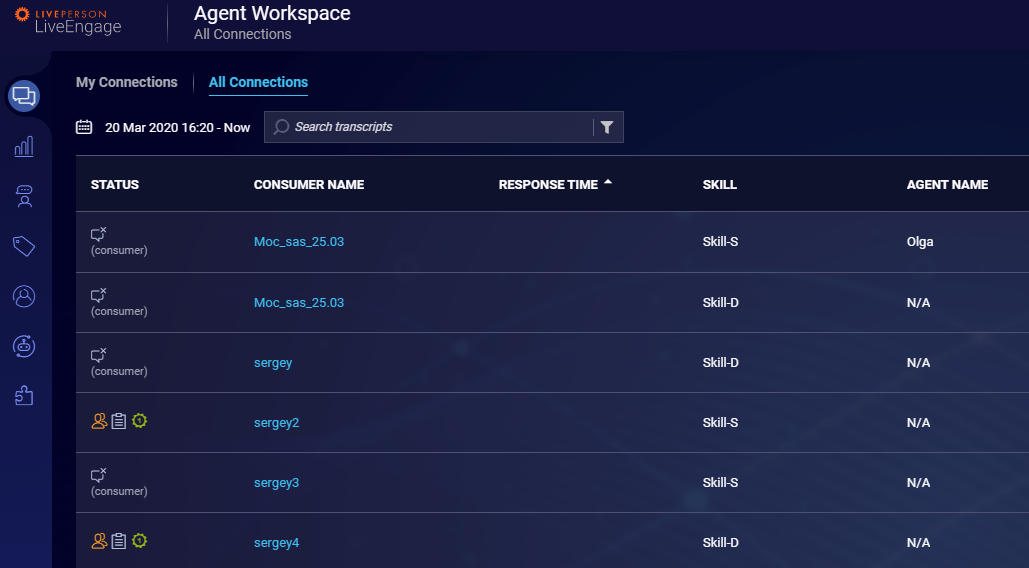 LIVEPERSON
LiveEngage
Agent Workspace
All Connections
My Connections
All Connections
20 Mar 2020 16:20 - Now
Search transcripts
STATUS CONSUMER NAME RESPONSE TIME SKILL AGENT NAME
(consumer) Moc_sas_25.03 Skill-S Olga
(consumer) Moc_sas_25.03 Skill-D N/A
(consumer) sergey Skill-D N/A
sergey2 Skill-S N/A
(consumer) sergey3 Skill-S N/A
sergey4 Skill-D N/A